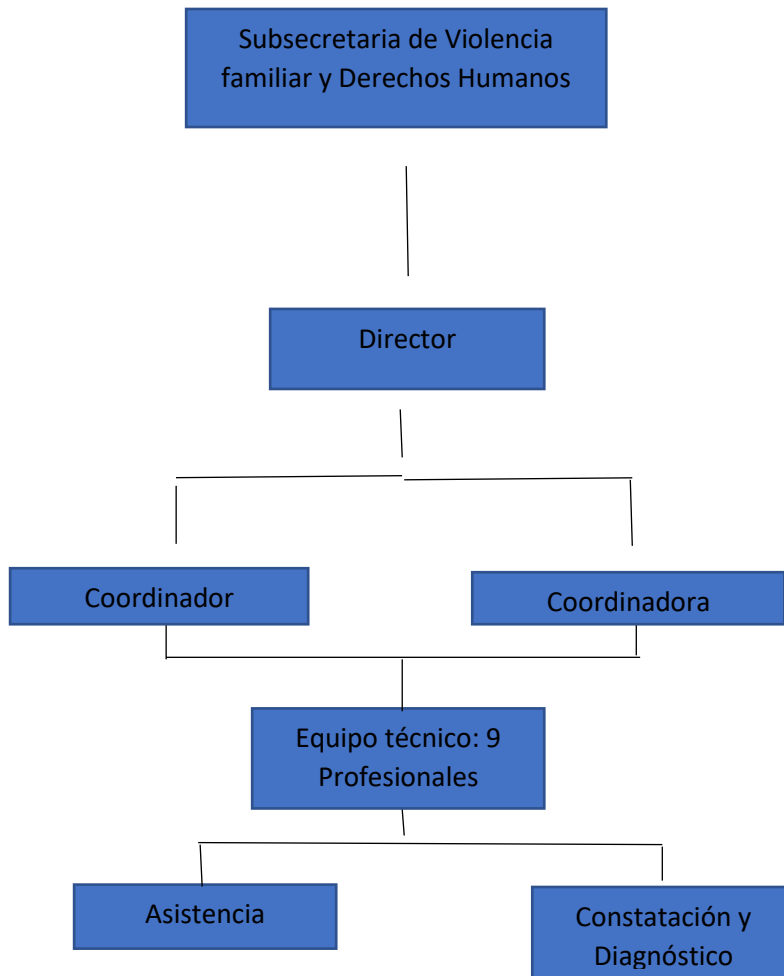 Subsecretaria de Violencia
familiar y Derechos Humanos
Director
Coordinador
Coordinadora
Equipo técnico: 9
Profesionales
Asistencia
Constatación y
Diagnóstico